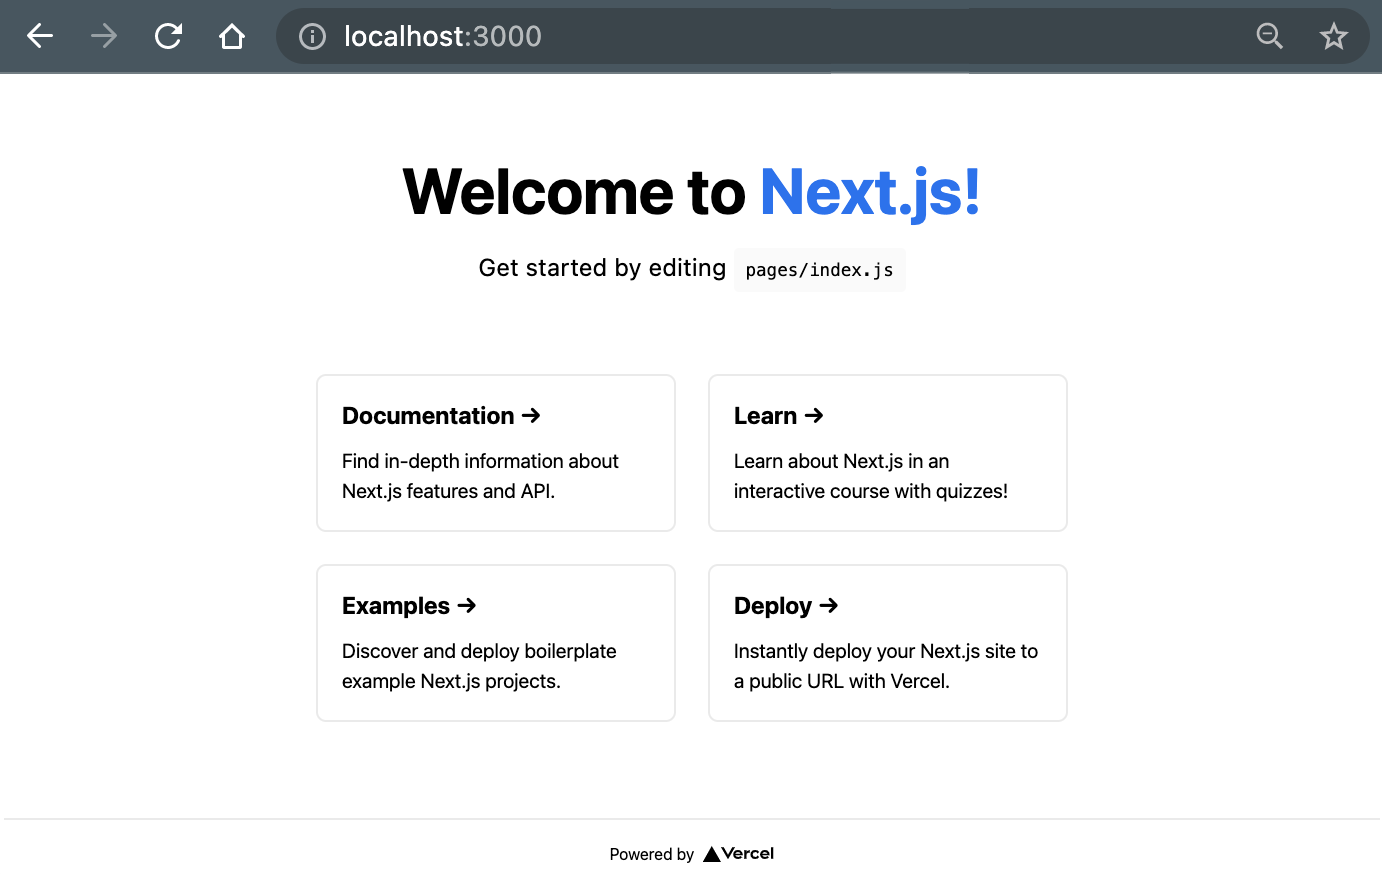 localhost:3000
Welcome to Next.js!
Get started by editing pages/index.js
Documentation →
Find in-depth information about
Next.js features and API.
Learn →
Learn about Next.js in an
interactive course with quizzes!
Examples →
Discover and deploy boilerplate
example Next.js projects.
Deploy →
Instantly deploy your Next.js site to
a public URL with Vercel.
Powered by Vercel